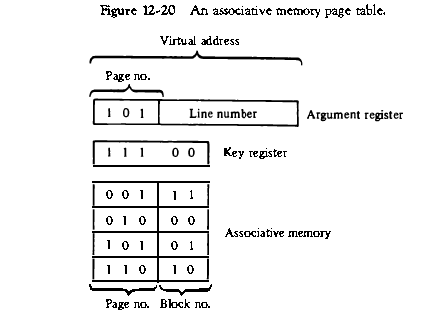 Figure 12-20 An associative memory page table.
Virtual address
Page no.
1 0 1 Line number Argument register
1 1 1 0 0 Key register
0 0 1 1 1
0 1 0 0 0
1 0 1 0 1
Associative memory
1 1 0 1 0
Page no. Block no.